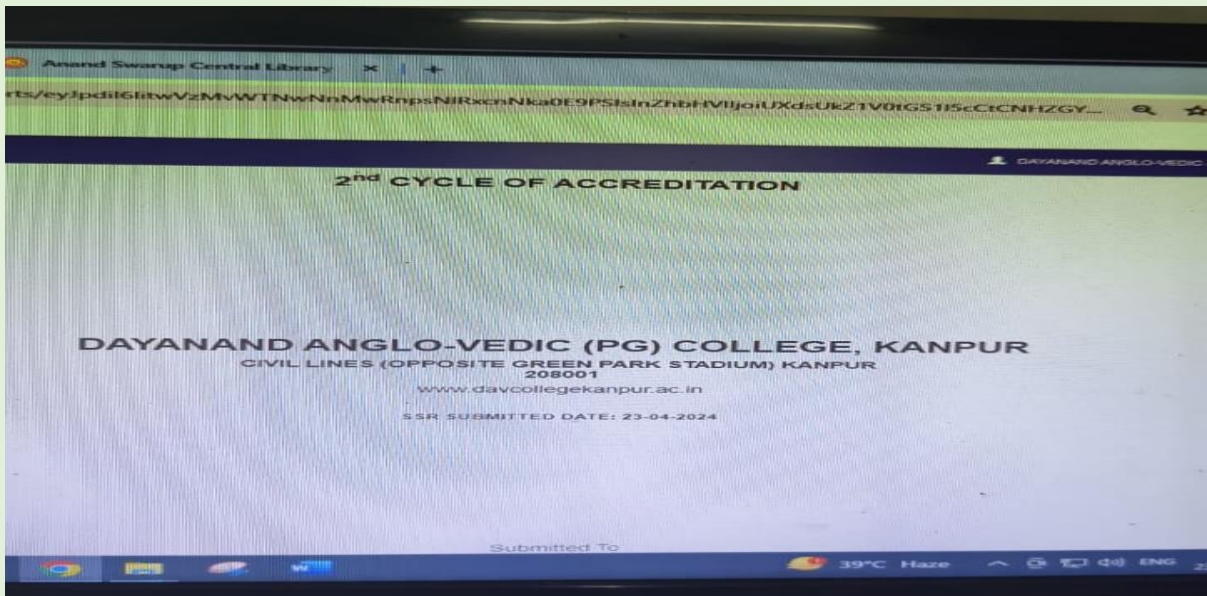 Anand Swarup Central Library
DAYANAND ANGLO-VEDIC
2nd CYCLE OF ACCREDITATION
DAYANAND ANGLO-VEDIC (PG) COLLEGE, KANPUR
CIVIL LINES (OPPOSITE GREEN PARK STADIUM) KANPUR
208001
www.davcollegekanpur.ac.in
SSR SUBMITTED DATE: 23-04-2024
Submitted To
39°C Haze
ENG